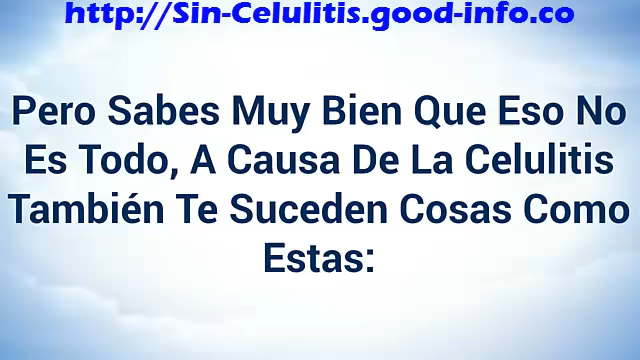 http://Sin-Celulitis.good-info.co
Pero Sabes Muy Bien Que Eso No
Es Todo, A Causa De La Celulitis
También Te Suceden Cosas Como
Estas: